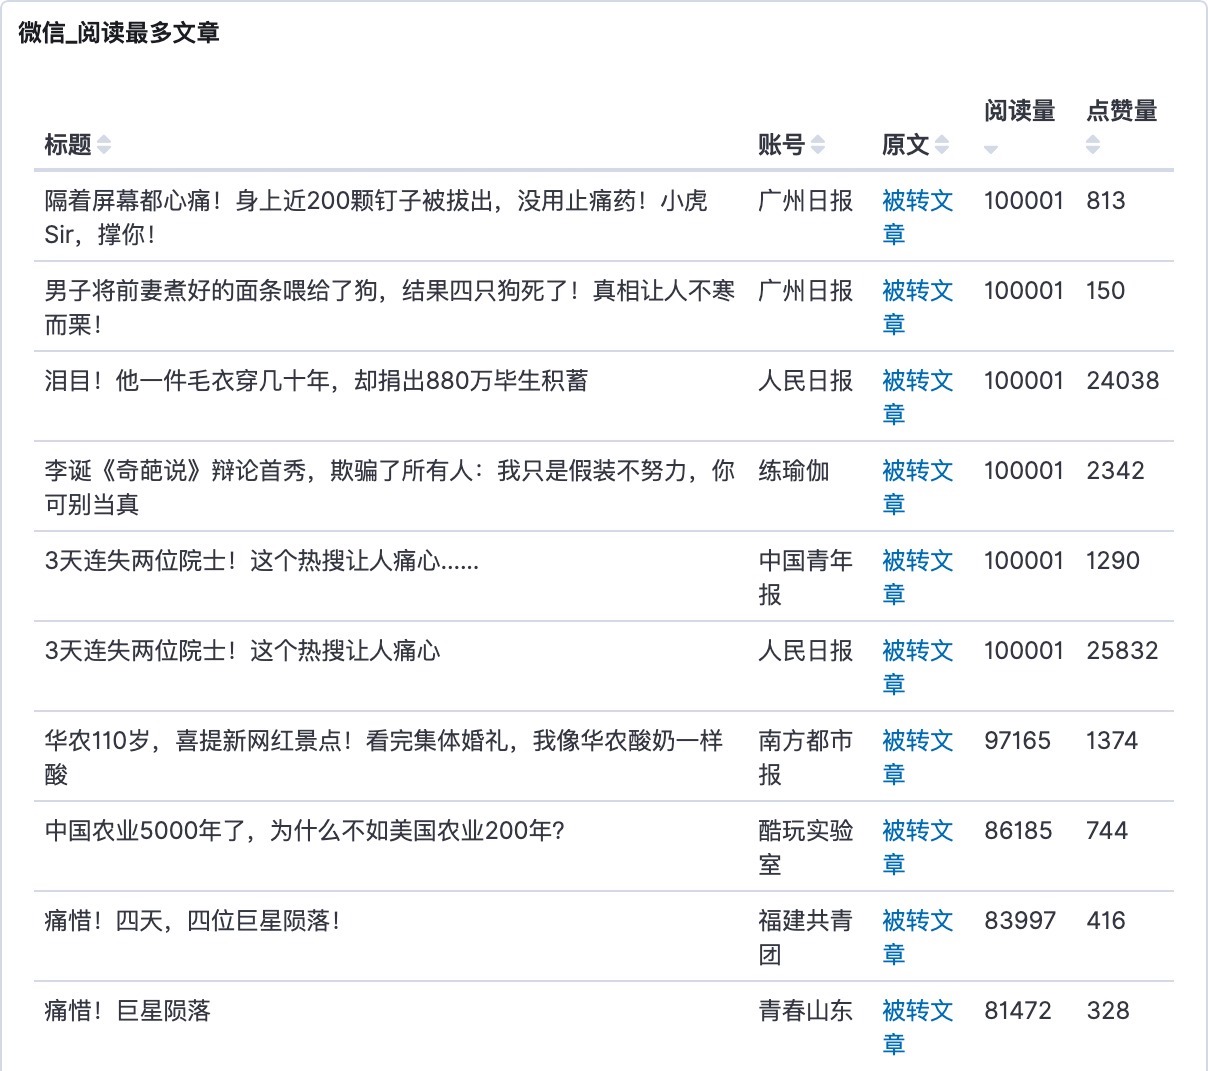 微信_阅读最多文章
标题 账号 原文 阅读量 点赞量
隔着屏幕都心痛！身上近200颗钉子被拔出，没用止痛药！小虎 广州日报 被转文 100001 813
Sir，撑你！ 章
男子将前妻煮好的面条喂给了狗，结果四只狗死了！真相让人不寒 广州日报 被转文 100001 150
而栗！ 章
泪目！他一件毛衣穿几十年，却捐出880万毕生积蓄 人民日报 被转文 100001 24038
章
李诞《奇葩说》辩论首秀，欺骗了所有人：我只是假装不努力，你 练瑜伽 被转文 100001 2342
可别当真 章
3天连失两位院士！这个热搜让人痛心...... 中国青年 被转文 100001 1290
报 章
3天连失两位院士！这个热搜让人痛心 人民日报 被转文 100001 25832
章
华农110岁，喜提新网红景点！看完集体婚礼，我像华农酸奶一样 南方都市 被转文 97165 1374
酸 报 章
中国农业5000年了，为什么不如美国农业200年? 酷玩实验 被转文 86185 744
室 章
痛惜！四天，四位巨星陨落！ 福建共青 被转文 83997 416
团 章
痛惜！巨星陨落 青春山东 被转文 81472 328
章